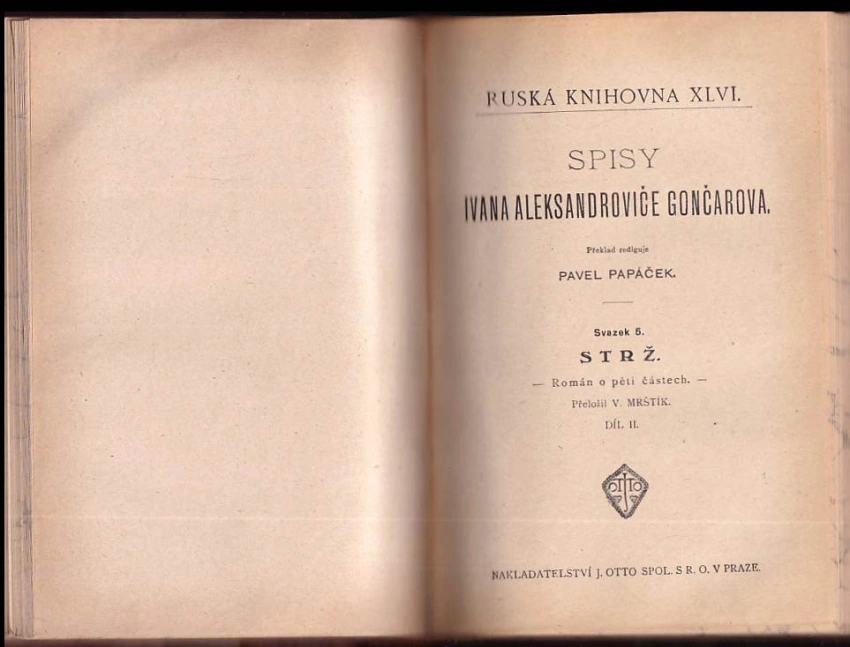 RUSKÁ KNIHOVNA XLVI.
SPISY
IVANA ALEKSANDROVIČE GONČAROVA.
Překlad rediguje
PAVEL PAPÁČEK.
Svazek 5.
STRŽ.
— Román o pěti částech. —
Přeložil V. MRŠTÍK.
DÍL II.
OTTO
NAKLADATELSTVÍ J. OTTO SPOL. S R. O. V PRAZE.